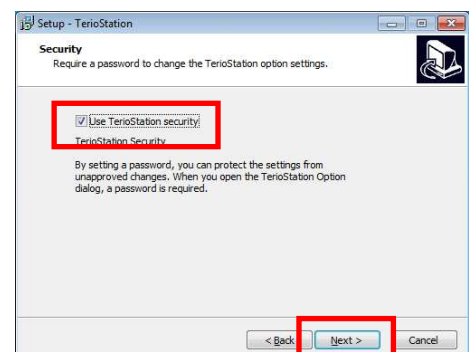 Setup - TerioStation
Security
Require a password to change the TerioStation option settings.
Use TerioStation security
TerioStation Security
By setting a password, you can protect the settings from
unapproved changes. When you open the TerioStation Option
dialog, a password is required.
< Back Next > Cancel